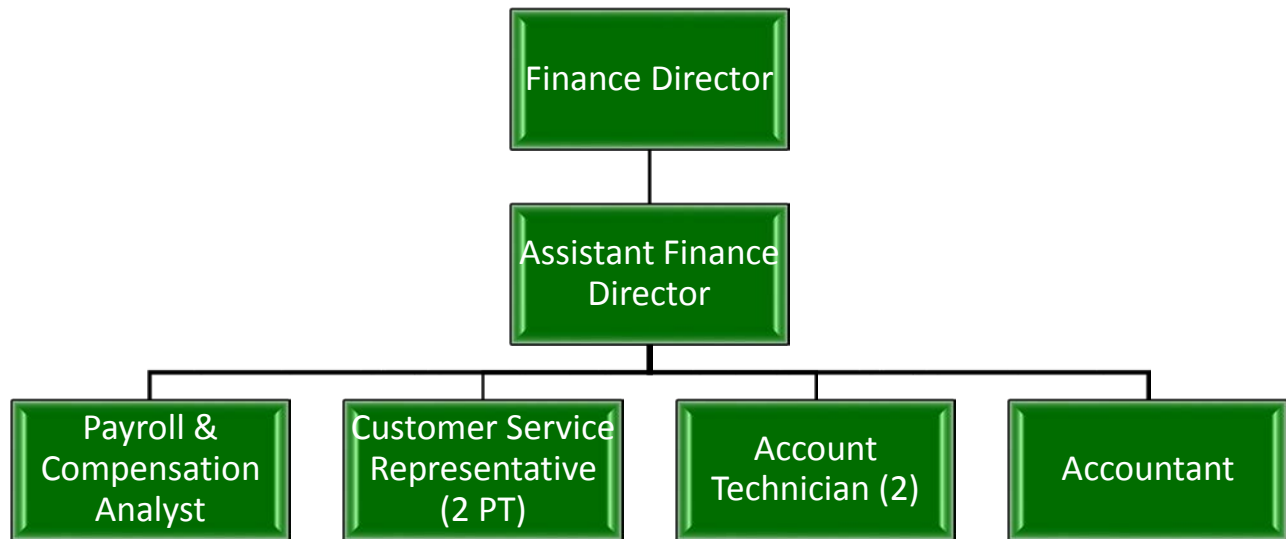 Finance Director
Assistant Finance
Director
Payroll &
Compensation
Analyst
Customer Service
Representative
(2 PT)
Account
Technician (2)
Accountant